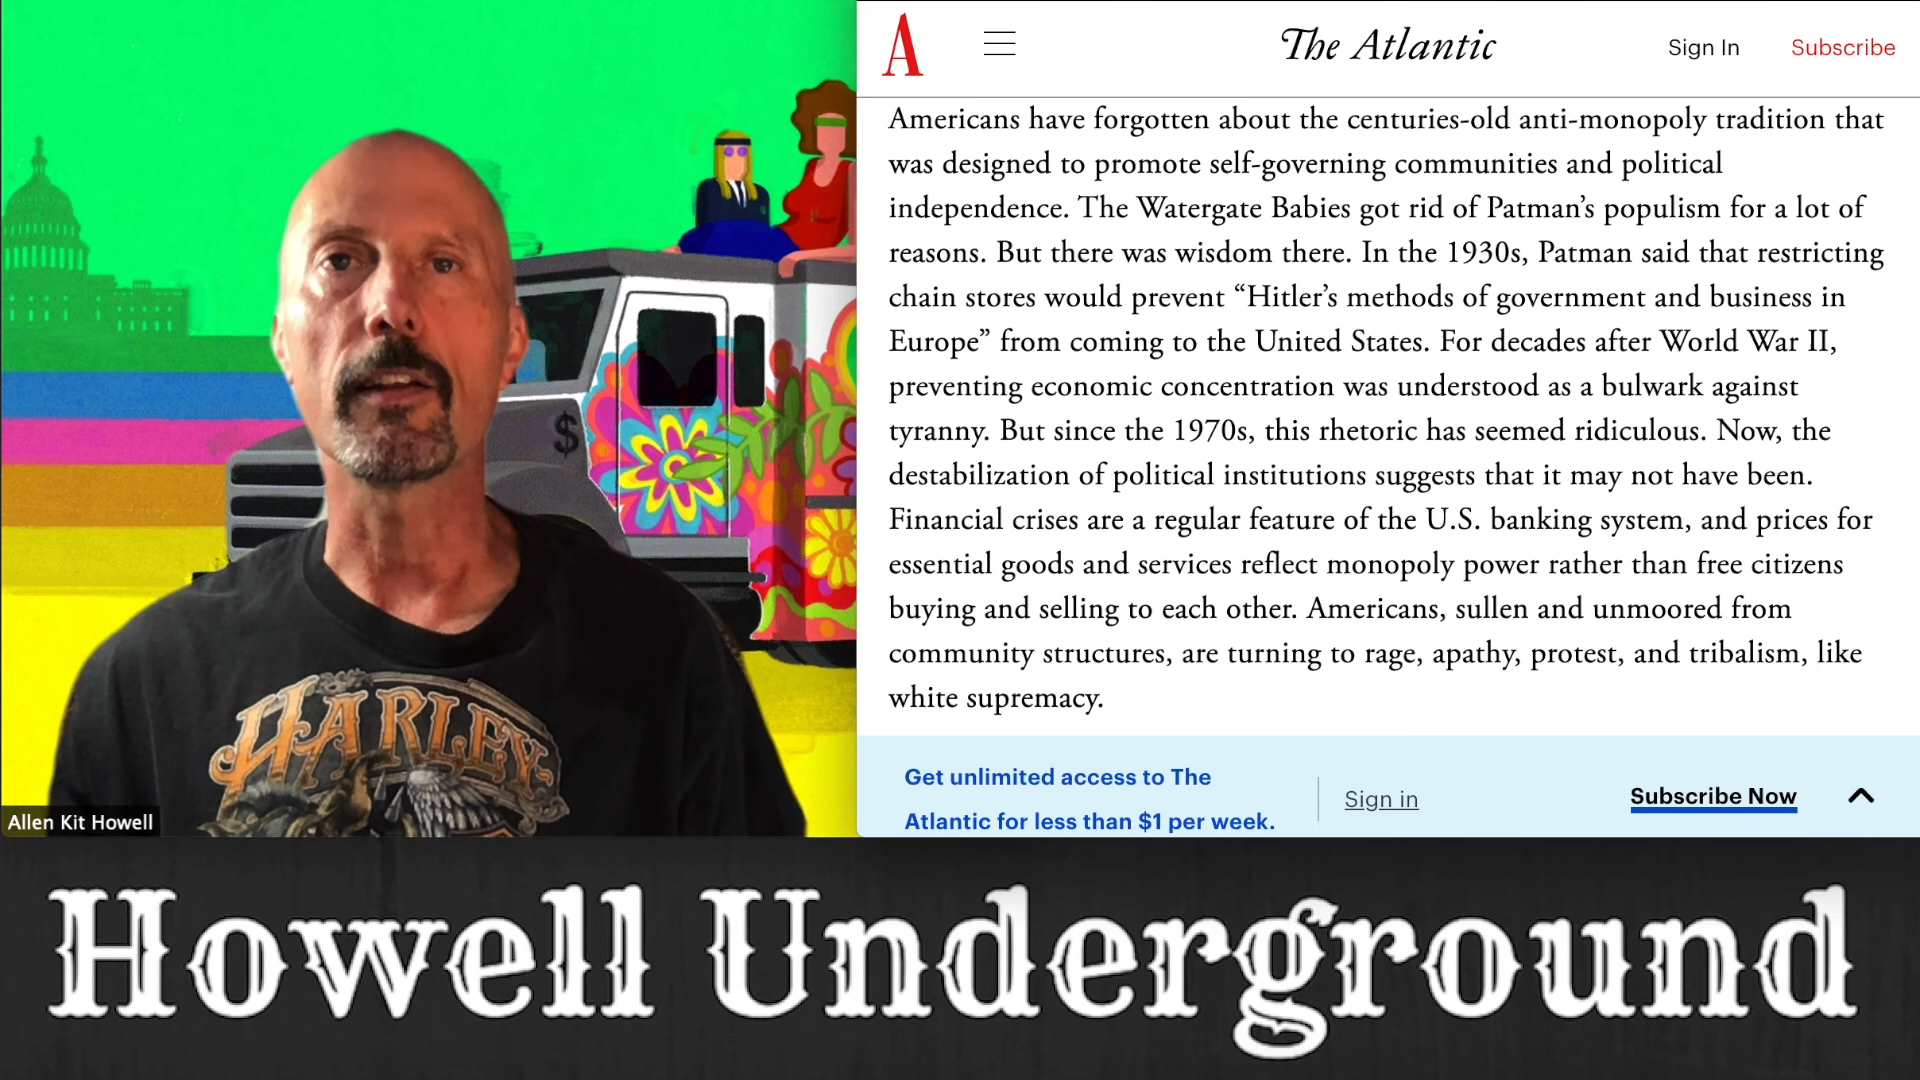 A
The Atlantic
Sign In
Subscribe
Americans have forgotten about the centuries-old anti-monopoly tradition that
was designed to promote self-governing communities and political
independence. The Watergate Babies got rid of Patman’s populism for a lot of
reasons. But there was wisdom there. In the 1930s, Patman said that restricting
chain stores would prevent “Hitler’s methods of government and business in
Europe” from coming to the United States. For decades after World War II,
preventing economic concentration was understood as a bulwark against
tyranny. But since the 1970s, this rhetoric has seemed ridiculous. Now, the
destabilization of political institutions suggests that it may not have been.
Financial crises are a regular feature of the U.S. banking system, and prices for
essential goods and services reflect monopoly power rather than free citizens
buying and selling to each other. Americans, sullen and unmoored from
community structures, are turning to rage, apathy, protest, and tribalism, like
white supremacy.
Get unlimited access to The
Atlantic for less than $1 per week.
Sign in
Subscribe Now
$
HARLEY-
Allen Kit Howell
Howell Underground